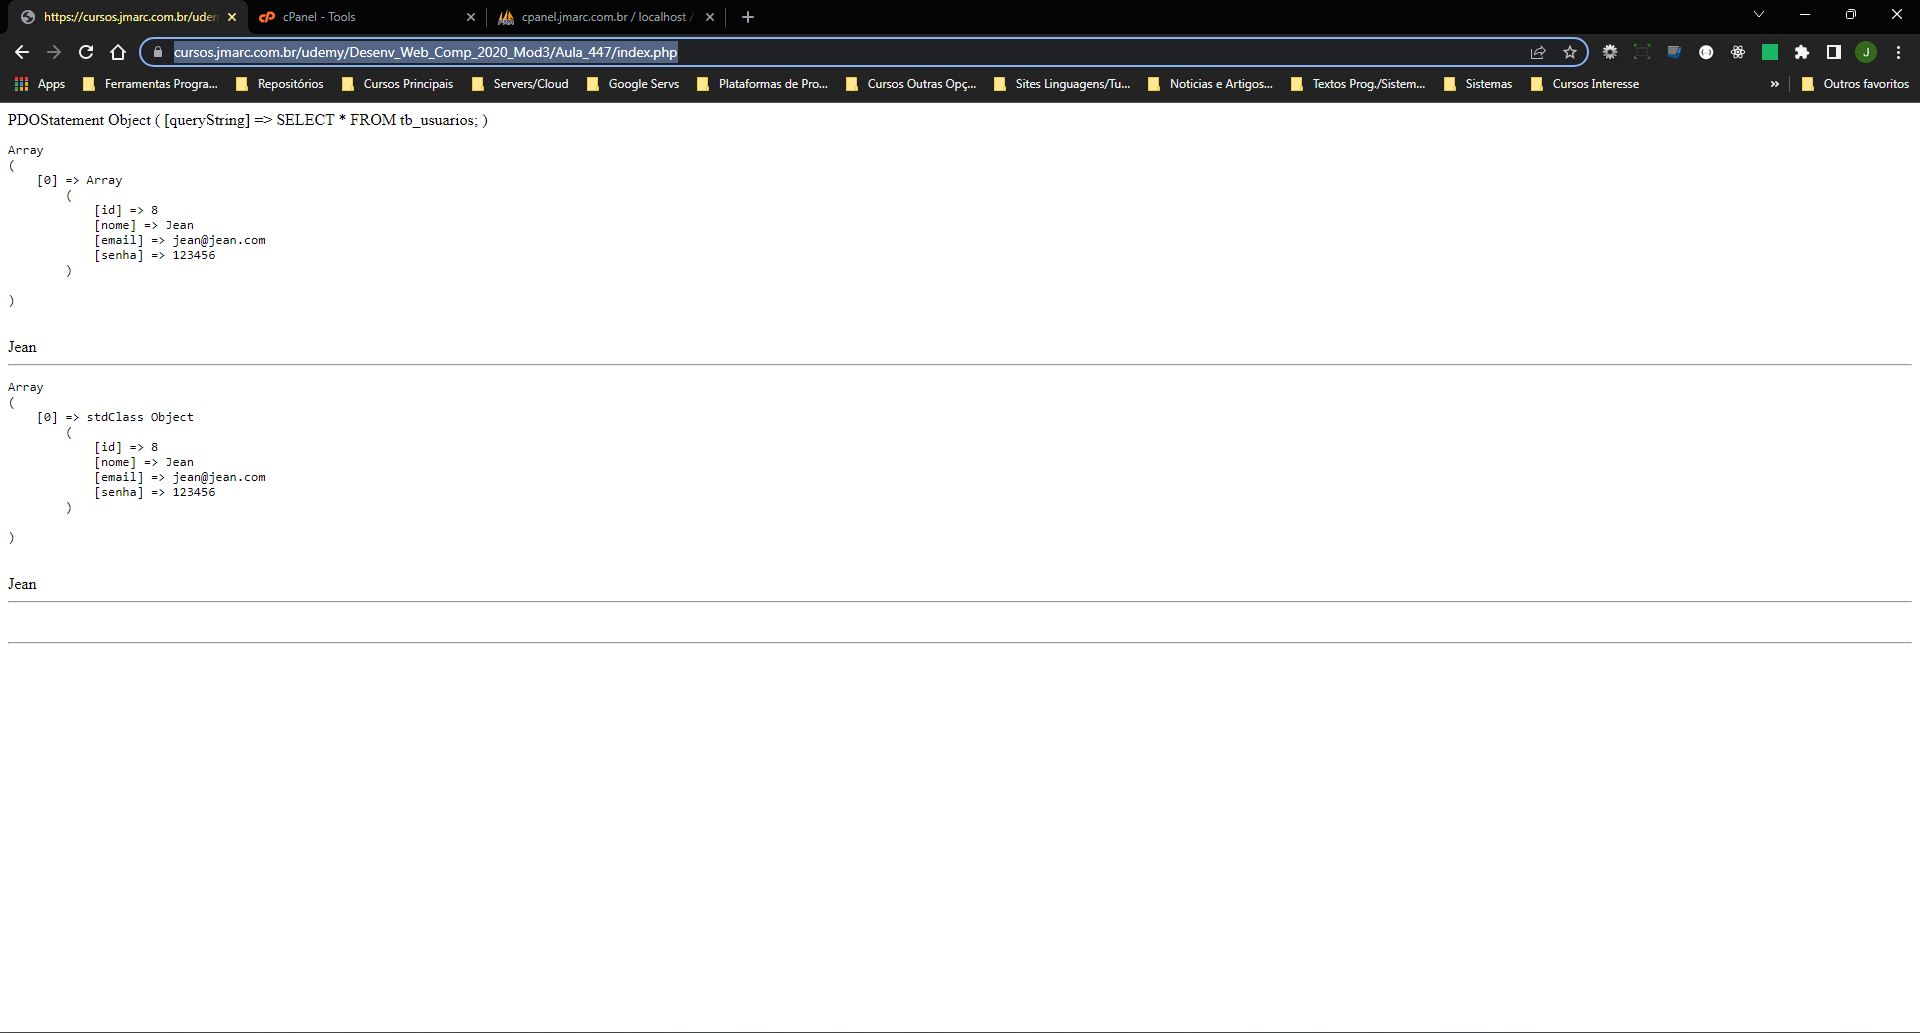 https://cursos.jmarc.com.br/uder
cPanel - Tools
cpanel.jmarc.com.br / localhost /
cursos.jmarc.com.br/udemy/Desenv_Web_Comp_2020_Mod3/Aula_447/index.php
J
Apps
Ferramentas Progra...
Repositórios
Cursos Principais
Servers/Cloud
Google Servs
Plataformas de Pro...
Cursos Outras Opç...
Sites Linguagens/Tu...
Noticias e Artigos...
Textos Prog./Sistem...
Sistemas
Cursos Interesse
»
Outros favoritos
PDOStatement Object ( [queryString] => SELECT * FROM tb_usuarios; )
Array
(
    [0] => Array
        (
            [id] => 8
            [nome] => Jean
            [email] => jean@jean.com
            [senha] => 123456
        )
)
Jean
Array
(
    [0] => stdClass Object
        (
            [id] => 8
            [nome] => Jean
            [email] => jean@jean.com
            [senha] => 123456
        )
)
Jean